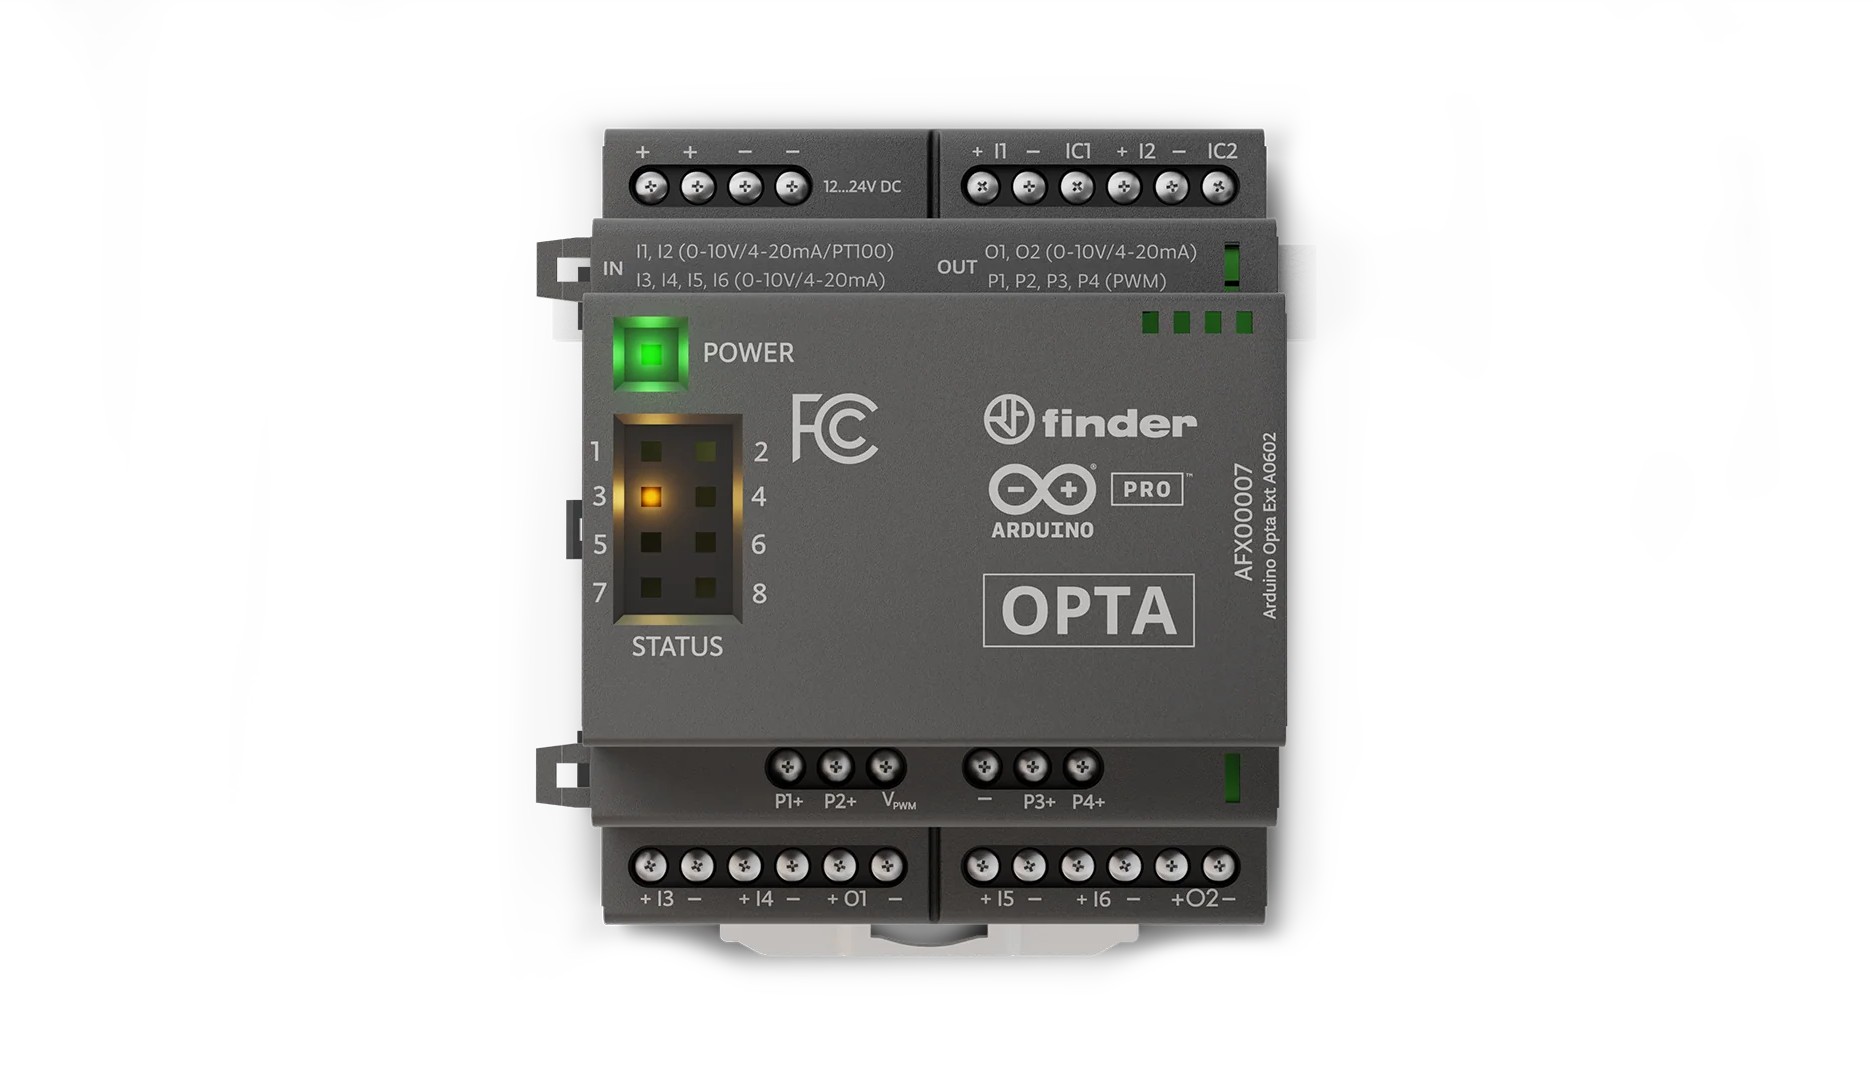 + + − −
12...24V DC
+ I1 − IC1 + I2 − IC2
IN
I1, I2 (0-10V/4-20mA/PT100)
I3, I4, I5, I6 (0-10V/4-20mA)
OUT
O1, O2 (0-10V/4-20mA)
P1, P2, P3, P4 (PWM)
POWER
FC
1 2
3 4
5 6
7 8
STATUS
finder
ARDUINO
®
PRO™
OPTA
AFX00007
Arduino Opta Ext A0602
P1+ P2+ VPWM
− P3+ P4+
+ I3 − + I4 − + O1 −
+ I5 − + I6 − +O2−